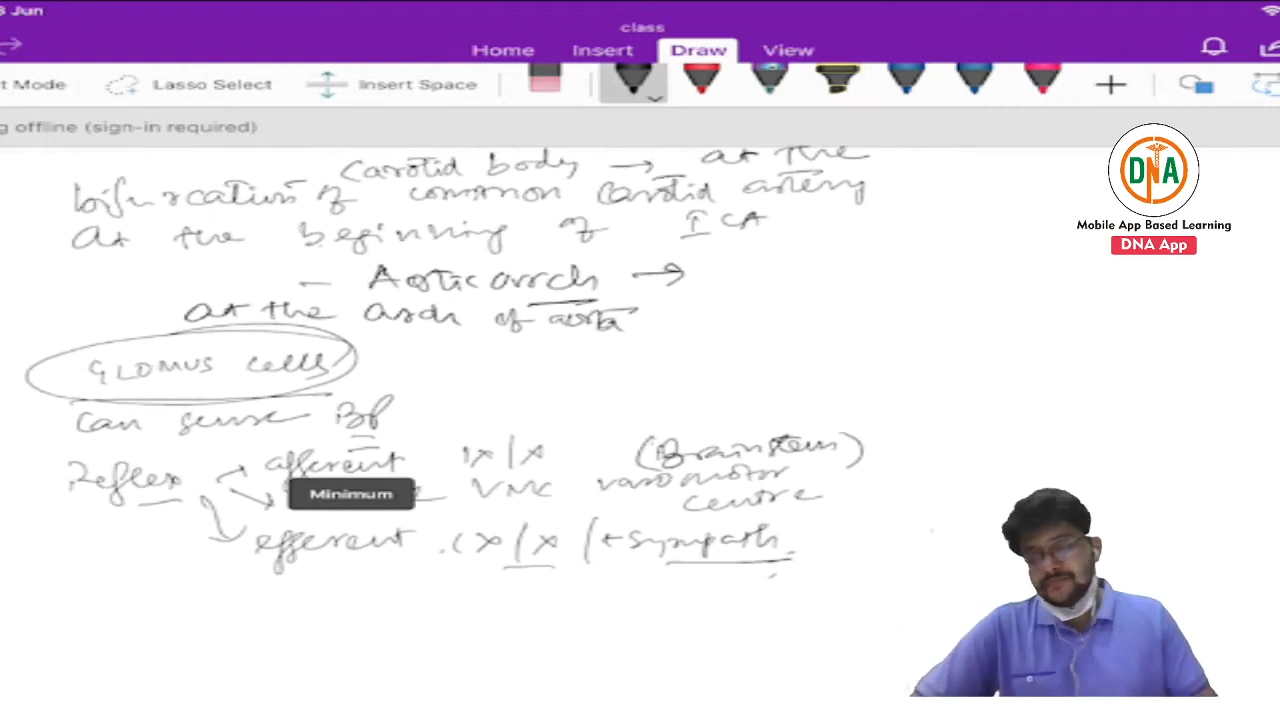 3 Jun
class
Home Insert Draw View
rt Mode Lasso Select Insert Space
g offline (sign-in required)
DNA
Mobile App Based Learning
DNA App
Carotid body → at the
bifurcation of common carotid artery
at the beginning of ICA
- Aortic arch →
at the arch of aorta
GLOMUS cells
can sense BP
Reflex → afferent IX/X (Brainstem)
Minimum VMC vasomotor
centre
efferent IX/X /+sympath